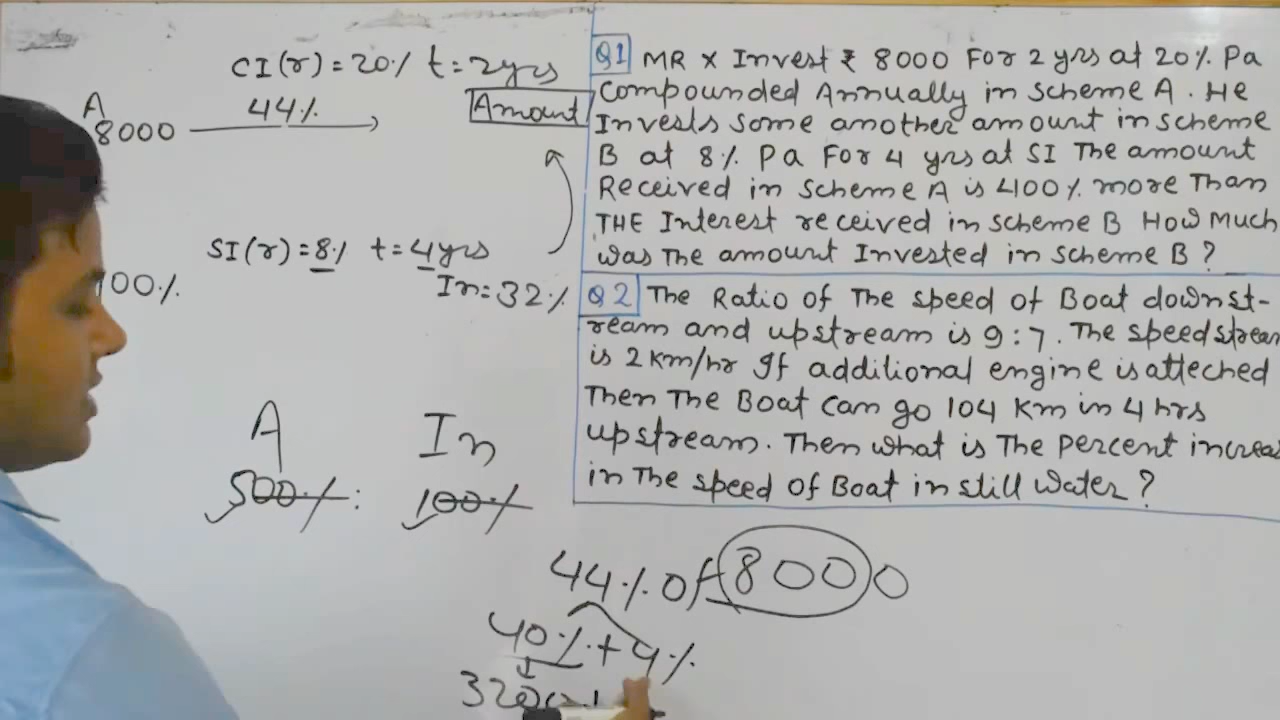 CI(r) = 20% t = 2yrs
A
8000
44%
Amount
SI(r) = 8% t = 4yrs
100%
In = 32%
A In
500% : 100%
Q1 MR X Invest ₹ 8000 For 2 yrs at 20% Pa
Compounded Annually in Scheme A. He
Invests some another amount in scheme
B at 8% Pa For 4 yrs at SI The amount
Received in Scheme A is 400% more Than
THE Interest received in scheme B How Much
was The amount Invested in Scheme B ?
Q2 The Ratio of The speed of Boat downst-
ream and upstream is 9:7. The speed stream
is 2 km/hr If additional engine is atteched
Then The Boat can go 104 Km in 4 hrs
upstream. Then what is The percent increas
in The speed of Boat in still water ?
44% of 8000
40% + 4%